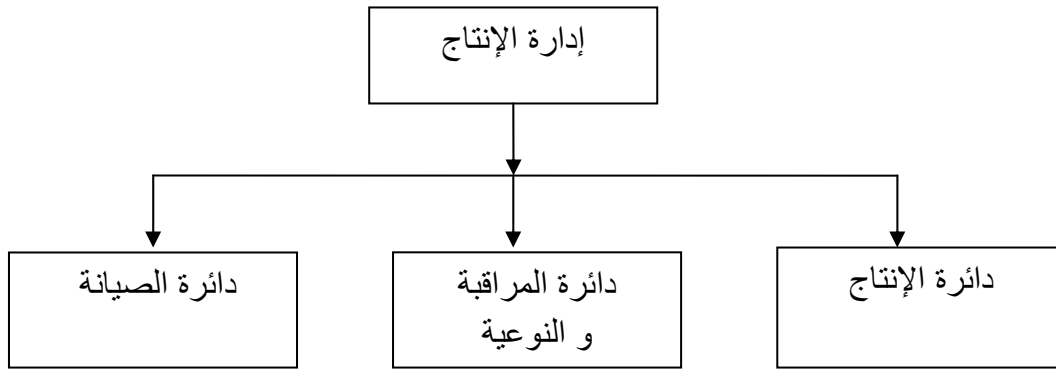 إدارة الإنتاج
دائرة الإنتاج
دائرة المراقبة
و النوعية
دائرة الصيانة